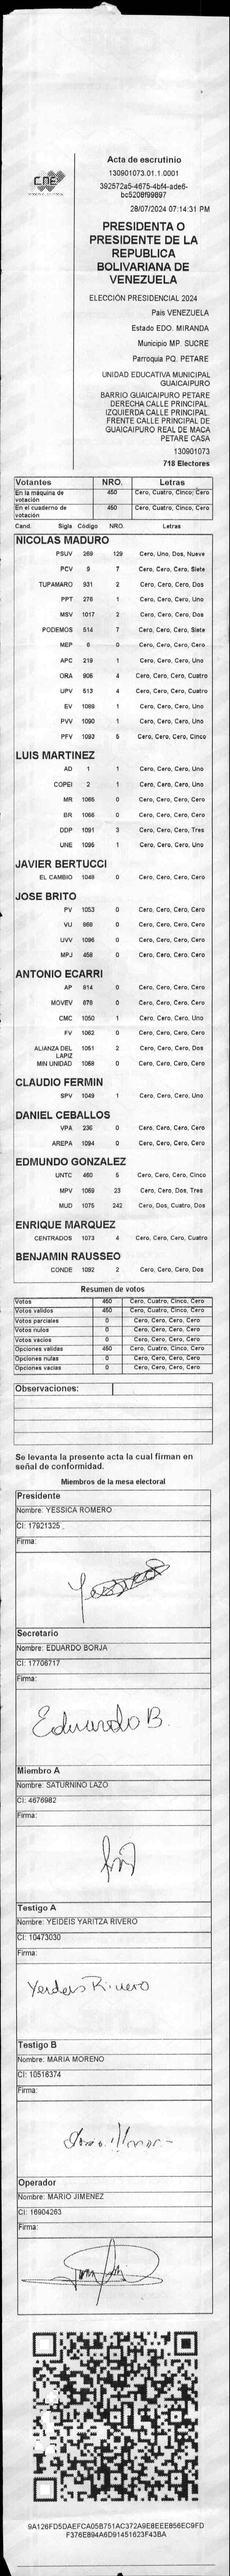 Acta de escrutinio
130901073.01.1.0001
392572a5-4675-4bf4-ade6-
bc5208f99897
28/07/2024 07:14:31 PM
CNE
PRESIDENTA O
PRESIDENTE DE LA
REPUBLICA
BOLIVARIANA DE
VENEZUELA
ELECCIÓN PRESIDENCIAL 2024
Pais VENEZUELA
Estado EDO. MIRANDA
Municipio MP. SUCRE
Parroquia PQ. PETARE
UNIDAD EDUCATIVA MUNICIPAL
GUAICAIPURO
BARRIO GUAICAIPURO PETARE
DERECHA CALLE PRINCIPAL.
IZQUIERDA CALLE PRINCIPAL.
FRENTE CALLE PRINCIPAL DE
GUAICAIPURO REAL DE MACA
PETARE CASA
130901073
718 Electores
Votantes NRO. Letras
En la máquina de votación 450 Cero, Cuatro, Cinco, Cero
En el cuaderno de votación 450 Cero, Cuatro, Cinco, Cero
Cand. Sigla Código NRO. Letras
NICOLAS MADURO
PSUV 269 129 Cero, Uno, Dos, Nueve
PCV 9 7 Cero, Cero, Cero, Siete
TUPAMARO 931 2 Cero, Cero, Cero, Dos
PPT 276 1 Cero, Cero, Cero, Uno
MSV 1017 2 Cero, Cero, Cero, Dos
PODEMOS 514 7 Cero, Cero, Cero, Siete
MEP 6 0 Cero, Cero, Cero, Cero
APC 219 1 Cero, Cero, Cero, Uno
ORA 906 4 Cero, Cero, Cero, Cuatro
UPV 513 4 Cero, Cero, Cero, Cuatro
EV 1089 1 Cero, Cero, Cero, Uno
PVV 1090 1 Cero, Cero, Cero, Uno
PFV 1093 5 Cero, Cero, Cero, Cinco
LUIS MARTINEZ
AD 1 1 Cero, Cero, Cero, Uno
COPEI 2 1 Cero, Cero, Cero, Uno
MR 1065 0 Cero, Cero, Cero, Cero
BR 1066 0 Cero, Cero, Cero, Cero
DDP 1091 3 Cero, Cero, Cero, Tres
UNE 1095 1 Cero, Cero, Cero, Uno
JAVIER BERTUCCI
EL CAMBIO 1048 0 Cero, Cero, Cero, Cero
JOSE BRITO
PV 1053 0 Cero, Cero, Cero, Cero
VU 968 0 Cero, Cero, Cero, Cero
UVV 1096 0 Cero, Cero, Cero, Cero
MPJ 458 0 Cero, Cero, Cero, Cero
ANTONIO ECARRI
AP 914 0 Cero, Cero, Cero, Cero
MOVEV 878 0 Cero, Cero, Cero, Cero
CMC 1050 1 Cero, Cero, Cero, Uno
FV 1062 0 Cero, Cero, Cero, Cero
ALIANZA DEL LAPIZ 1051 2 Cero, Cero, Cero, Dos
MIN UNIDAD 1068 0 Cero, Cero, Cero, Cero
CLAUDIO FERMIN
SPV 1049 1 Cero, Cero, Cero, Uno
DANIEL CEBALLOS
VPA 236 0 Cero, Cero, Cero, Cero
AREPA 1094 0 Cero, Cero, Cero, Cero
EDMUNDO GONZALEZ
UNTC 460 5 Cero, Cero, Cero, Cinco
MPV 1069 23 Cero, Cero, Dos, Tres
MUD 1075 242 Cero, Dos, Cuatro, Dos
ENRIQUE MARQUEZ
CENTRADOS 1073 4 Cero, Cero, Cero, Cuatro
BENJAMIN RAUSSEO
CONDE 1092 2 Cero, Cero, Cero, Dos
Resumen de votos
Votos 450 Cero, Cuatro, Cinco, Cero
Votos validos 450 Cero, Cuatro, Cinco, Cero
Votos parciales 0 Cero, Cero, Cero, Cero
Votos nulos 0 Cero, Cero, Cero, Cero
Votos vacios 0 Cero, Cero, Cero, Cero
Opciones validas 450 Cero, Cuatro, Cinco, Cero
Opciones nulas 0 Cero, Cero, Cero, Cero
Opciones vacias 0 Cero, Cero, Cero, Cero
Observaciones:
Se levanta la presente acta la cual firman en
señal de conformidad.
Miembros de la mesa electoral
Presidente
Nombre: YESSICA ROMERO
CI: 17921325
Firma:
Secretario
Nombre: EDUARDO BORJA
CI: 17706717
Firma:
Eduardo B.
Miembro A
Nombre: SATURNINO LAZO
CI: 4676982
Firma:
Testigo A
Nombre: YEIDEIS YARITZA RIVERO
CI: 10473030
Firma:
Yeideis Rivero
Testigo B
Nombre: MARIA MORENO
CI: 10516374
Firma:
Operador
Nombre: MARIO JIMENEZ
CI: 16904263
Firma:
9A126FD5DAEFCA05B751AC372A9E8EEE856EC9FD
F376E894A6D91451623F43BA